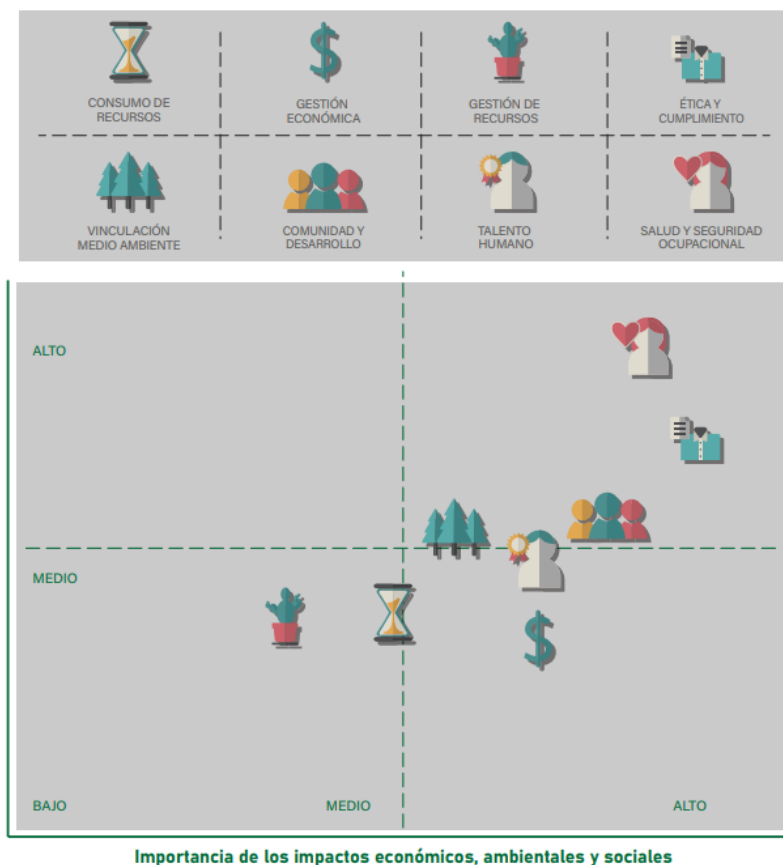 CONSUMO DE
RECURSOS
GESTIÓN
ECONÓMICA
GESTIÓN DE
RECURSOS
ÉTICA Y
CUMPLIMIENTO
VINCULACIÓN
MEDIO AMBIENTE
COMUNIDAD Y
DESARROLLO
TALENTO
HUMANO
SALUD Y SEGURIDAD
OCUPACIONAL
ALTO
MEDIO
BAJO
MEDIO
ALTO
Importancia de los impactos económicos, ambientales y sociales